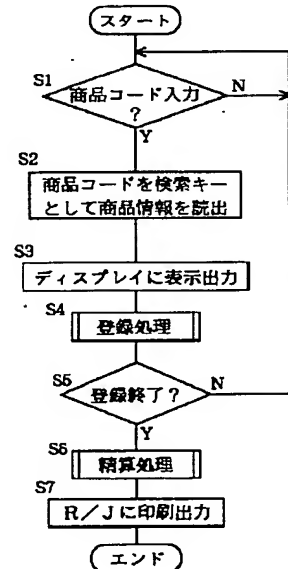 スタート
S1
商品コード入力
?
N
Y
S2
商品コードを検索キー
として商品情報を読出
S3
ディスプレイに表示出力
S4
登録処理
S5
登録終了?
N
Y
S6
精算処理
S7
R/Jに印刷出力
エンド